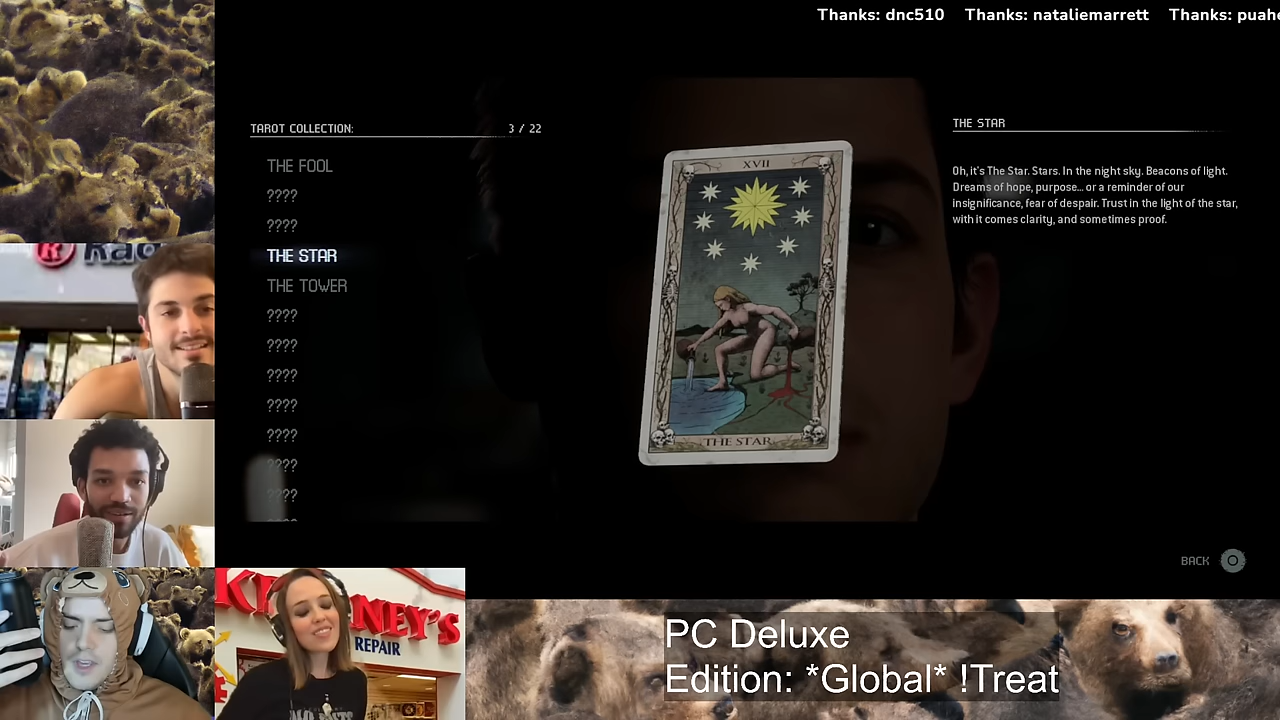 Thanks: dnc510 Thanks: nataliemarrett Thanks: puah
TAROT COLLECTION: 3 / 22
THE FOOL
????
????
THE STAR
THE TOWER
????
????
????
????
????
????
????
XVII
THE STAR
THE STAR
Oh, it's The Star. Stars. In the night sky. Beacons of light.
Dreams of hope, purpose... or a reminder of our
insignificance, fear of despair. Trust in the light of the star,
with it comes clarity, and sometimes proof.
BACK
REPAIR
PC Deluxe
Edition: *Global* !Treat